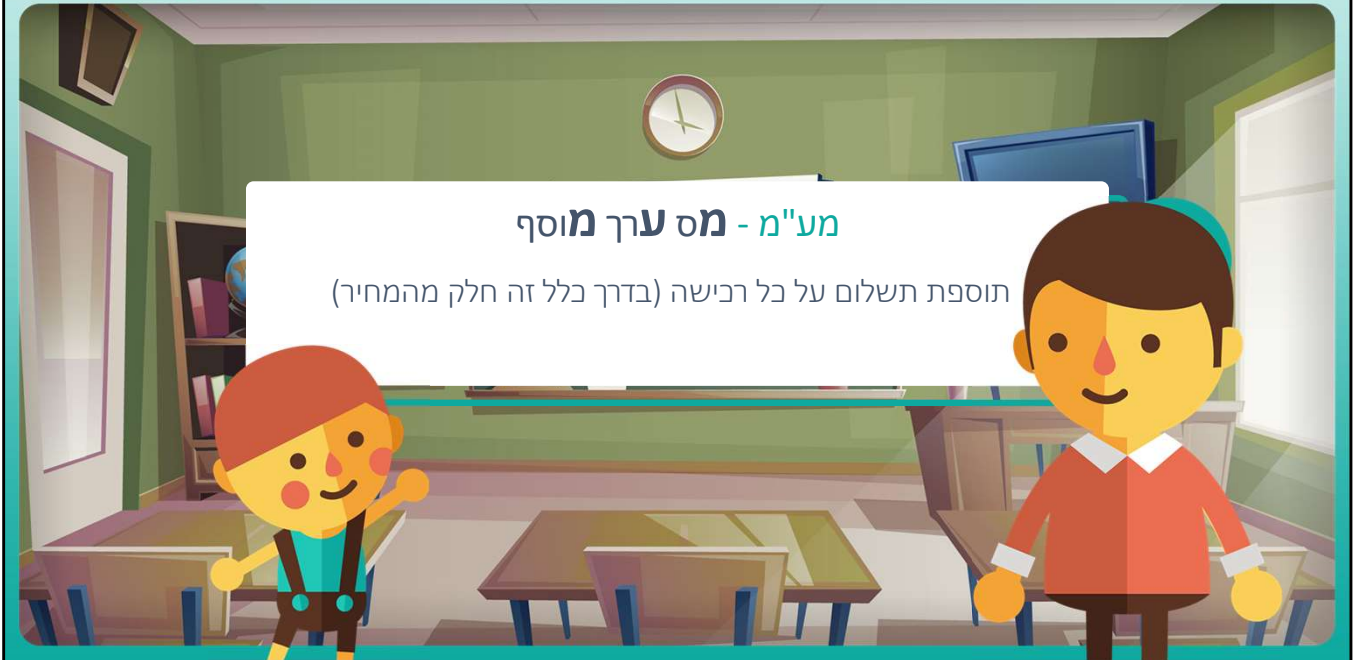 מע"מ - מס ערך מוסף
תוספת תשלום על כל רכישה (בדרך כלל זה חלק מהמחיר)